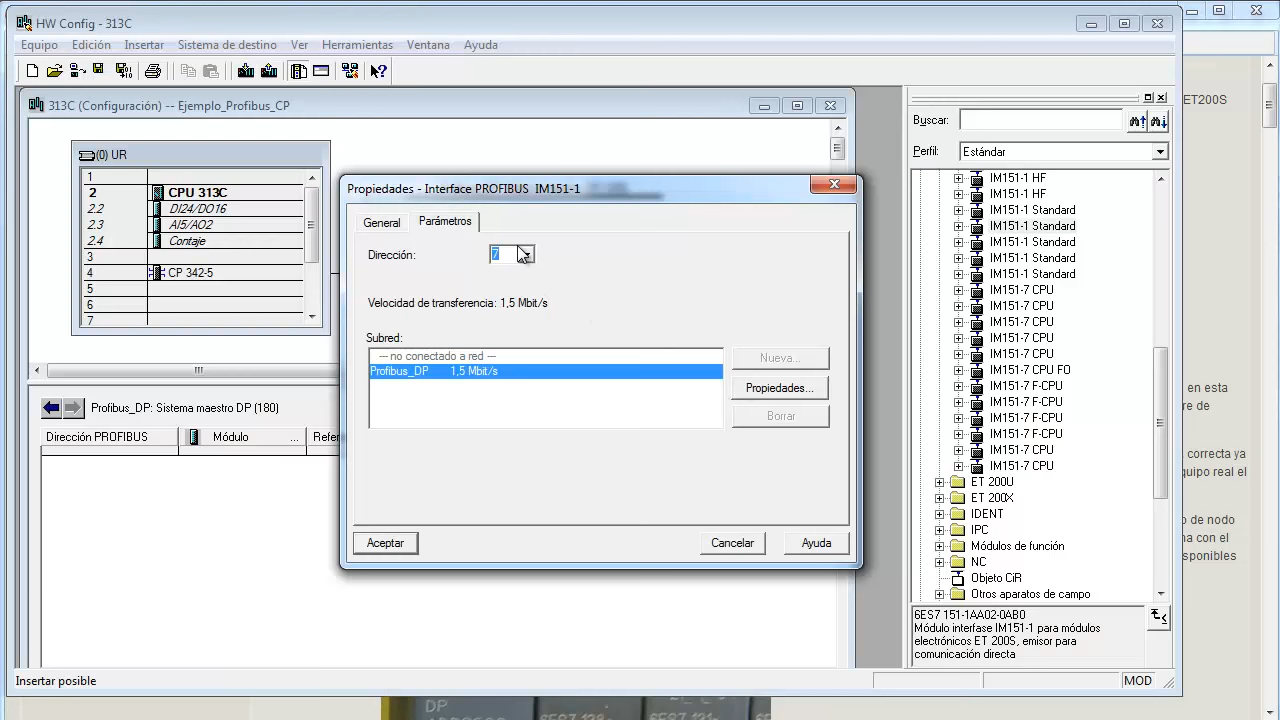 HW Config - 313C
Equipo Edición Insertar Sistema de destino Ver Herramientas Ventana Ayuda
313C (Configuración) -- Ejemplo_Profibus_CP
(0) UR
1
2 CPU 313C
2.2 DI24/DO16
2.3 AI5/AO2
2.4 Contaje
3
4 CP 342-5
5
6
7
Profibus_DP: Sistema maestro DP (180)
Dirección PROFIBUS Módulo ... Refere
Propiedades - Interface PROFIBUS IM151-1
General Parámetros
Dirección: 7
Velocidad de transferencia: 1,5 Mbit/s
Subred:
--- no conectado a red ---
Profibus_DP 1,5 Mbit/s
Nueva...
Propiedades...
Borrar
Aceptar Cancelar Ayuda
Buscar:
Perfil: Estándar
IM151-1 HF
IM151-1 HF
IM151-1 Standard
IM151-1 Standard
IM151-1 Standard
IM151-1 Standard
IM151-1 Standard
IM151-7 CPU
IM151-7 CPU
IM151-7 CPU
IM151-7 CPU
IM151-7 CPU
IM151-7 CPU FO
IM151-7 F-CPU
IM151-7 F-CPU
IM151-7 F-CPU
IM151-7 F-CPU
IM151-7 CPU
IM151-7 CPU
ET 200U
ET 200X
IDENT
IPC
Módulos de función
NC
Objeto CiR
Otros aparatos de campo
6ES7 151-1AA02-0AB0
Módulo interfase IM151-1 para módulos
electrónicos ET 200S, emisor para
comunicación directa
Insertar posible
MOD
ET200S
en esta
re de
correcta ya
quipo real el
o de nodo
na con el
sponibles
DP